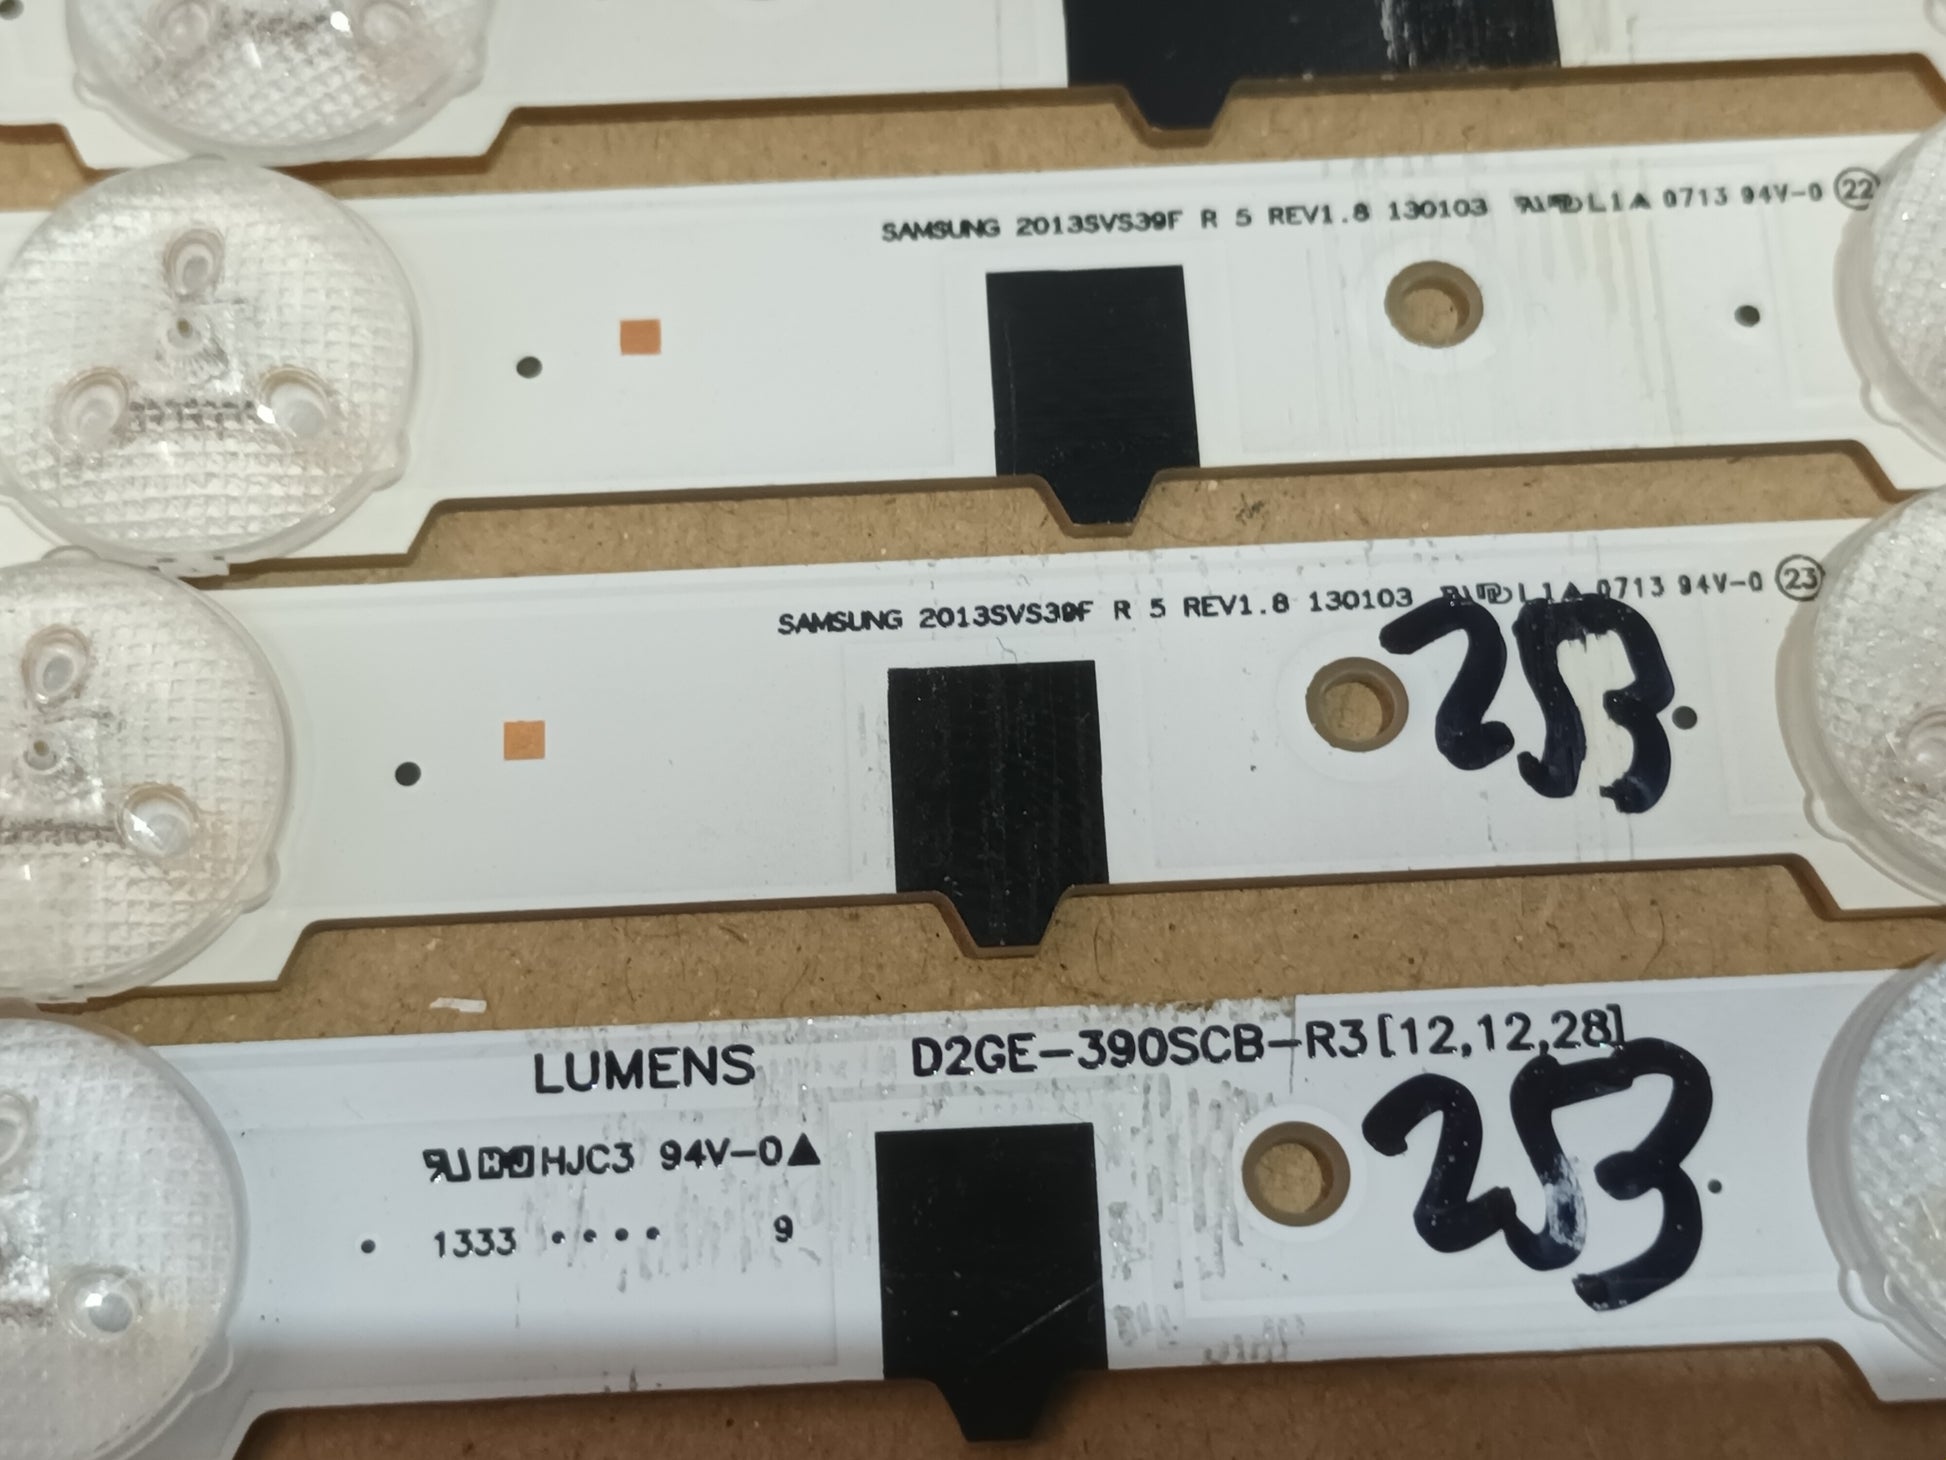 SAMSUNG 2013SVS39F R 5 REV1.8 130103 L1A 0713 94V-0 22
SAMSUNG 2013SVS39F R 5 REV1.8 130103 L1A 0713 94V-0 23
253
LUMENS D2GE-390SCB-R3[12,12,28]
HJC3 94V-0▲
1333 •••• 9
253